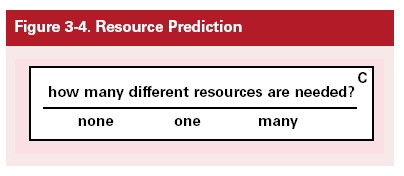 Figure 3-4. Resource Prediction
C
how many different resources are needed?
none one many